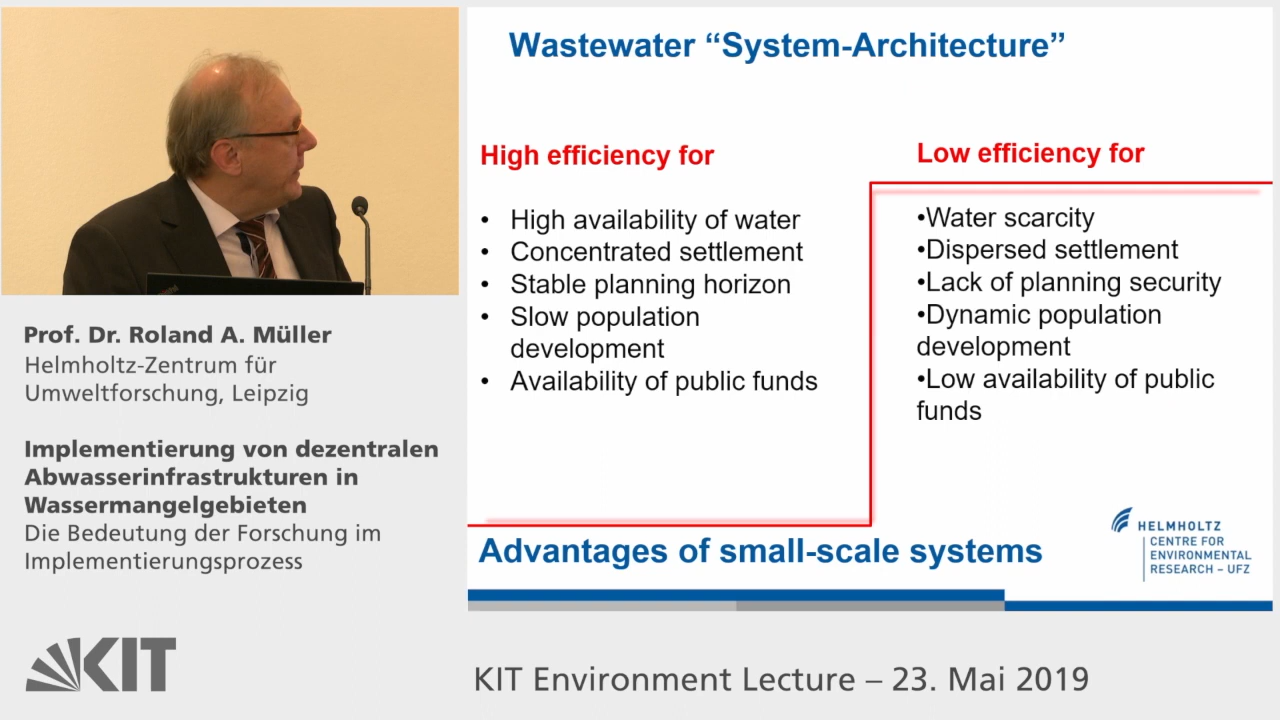 Wastewater “System-Architecture”
High efficiency for
• High availability of water
• Concentrated settlement
• Stable planning horizon
• Slow population
development
• Availability of public funds
Low efficiency for
•Water scarcity
•Dispersed settlement
•Lack of planning security
•Dynamic population
development
•Low availability of public
funds
Advantages of small-scale systems
HELMHOLTZ
CENTRE FOR
ENVIRONMENTAL
RESEARCH – UFZ
Prof. Dr. Roland A. Müller
Helmholtz-Zentrum für
Umweltforschung, Leipzig
Implementierung von dezentralen
Abwasserinfrastrukturen in
Wassermangelgebieten
Die Bedeutung der Forschung im
Implementierungsprozess
KIT
KIT Environment Lecture – 23. Mai 2019